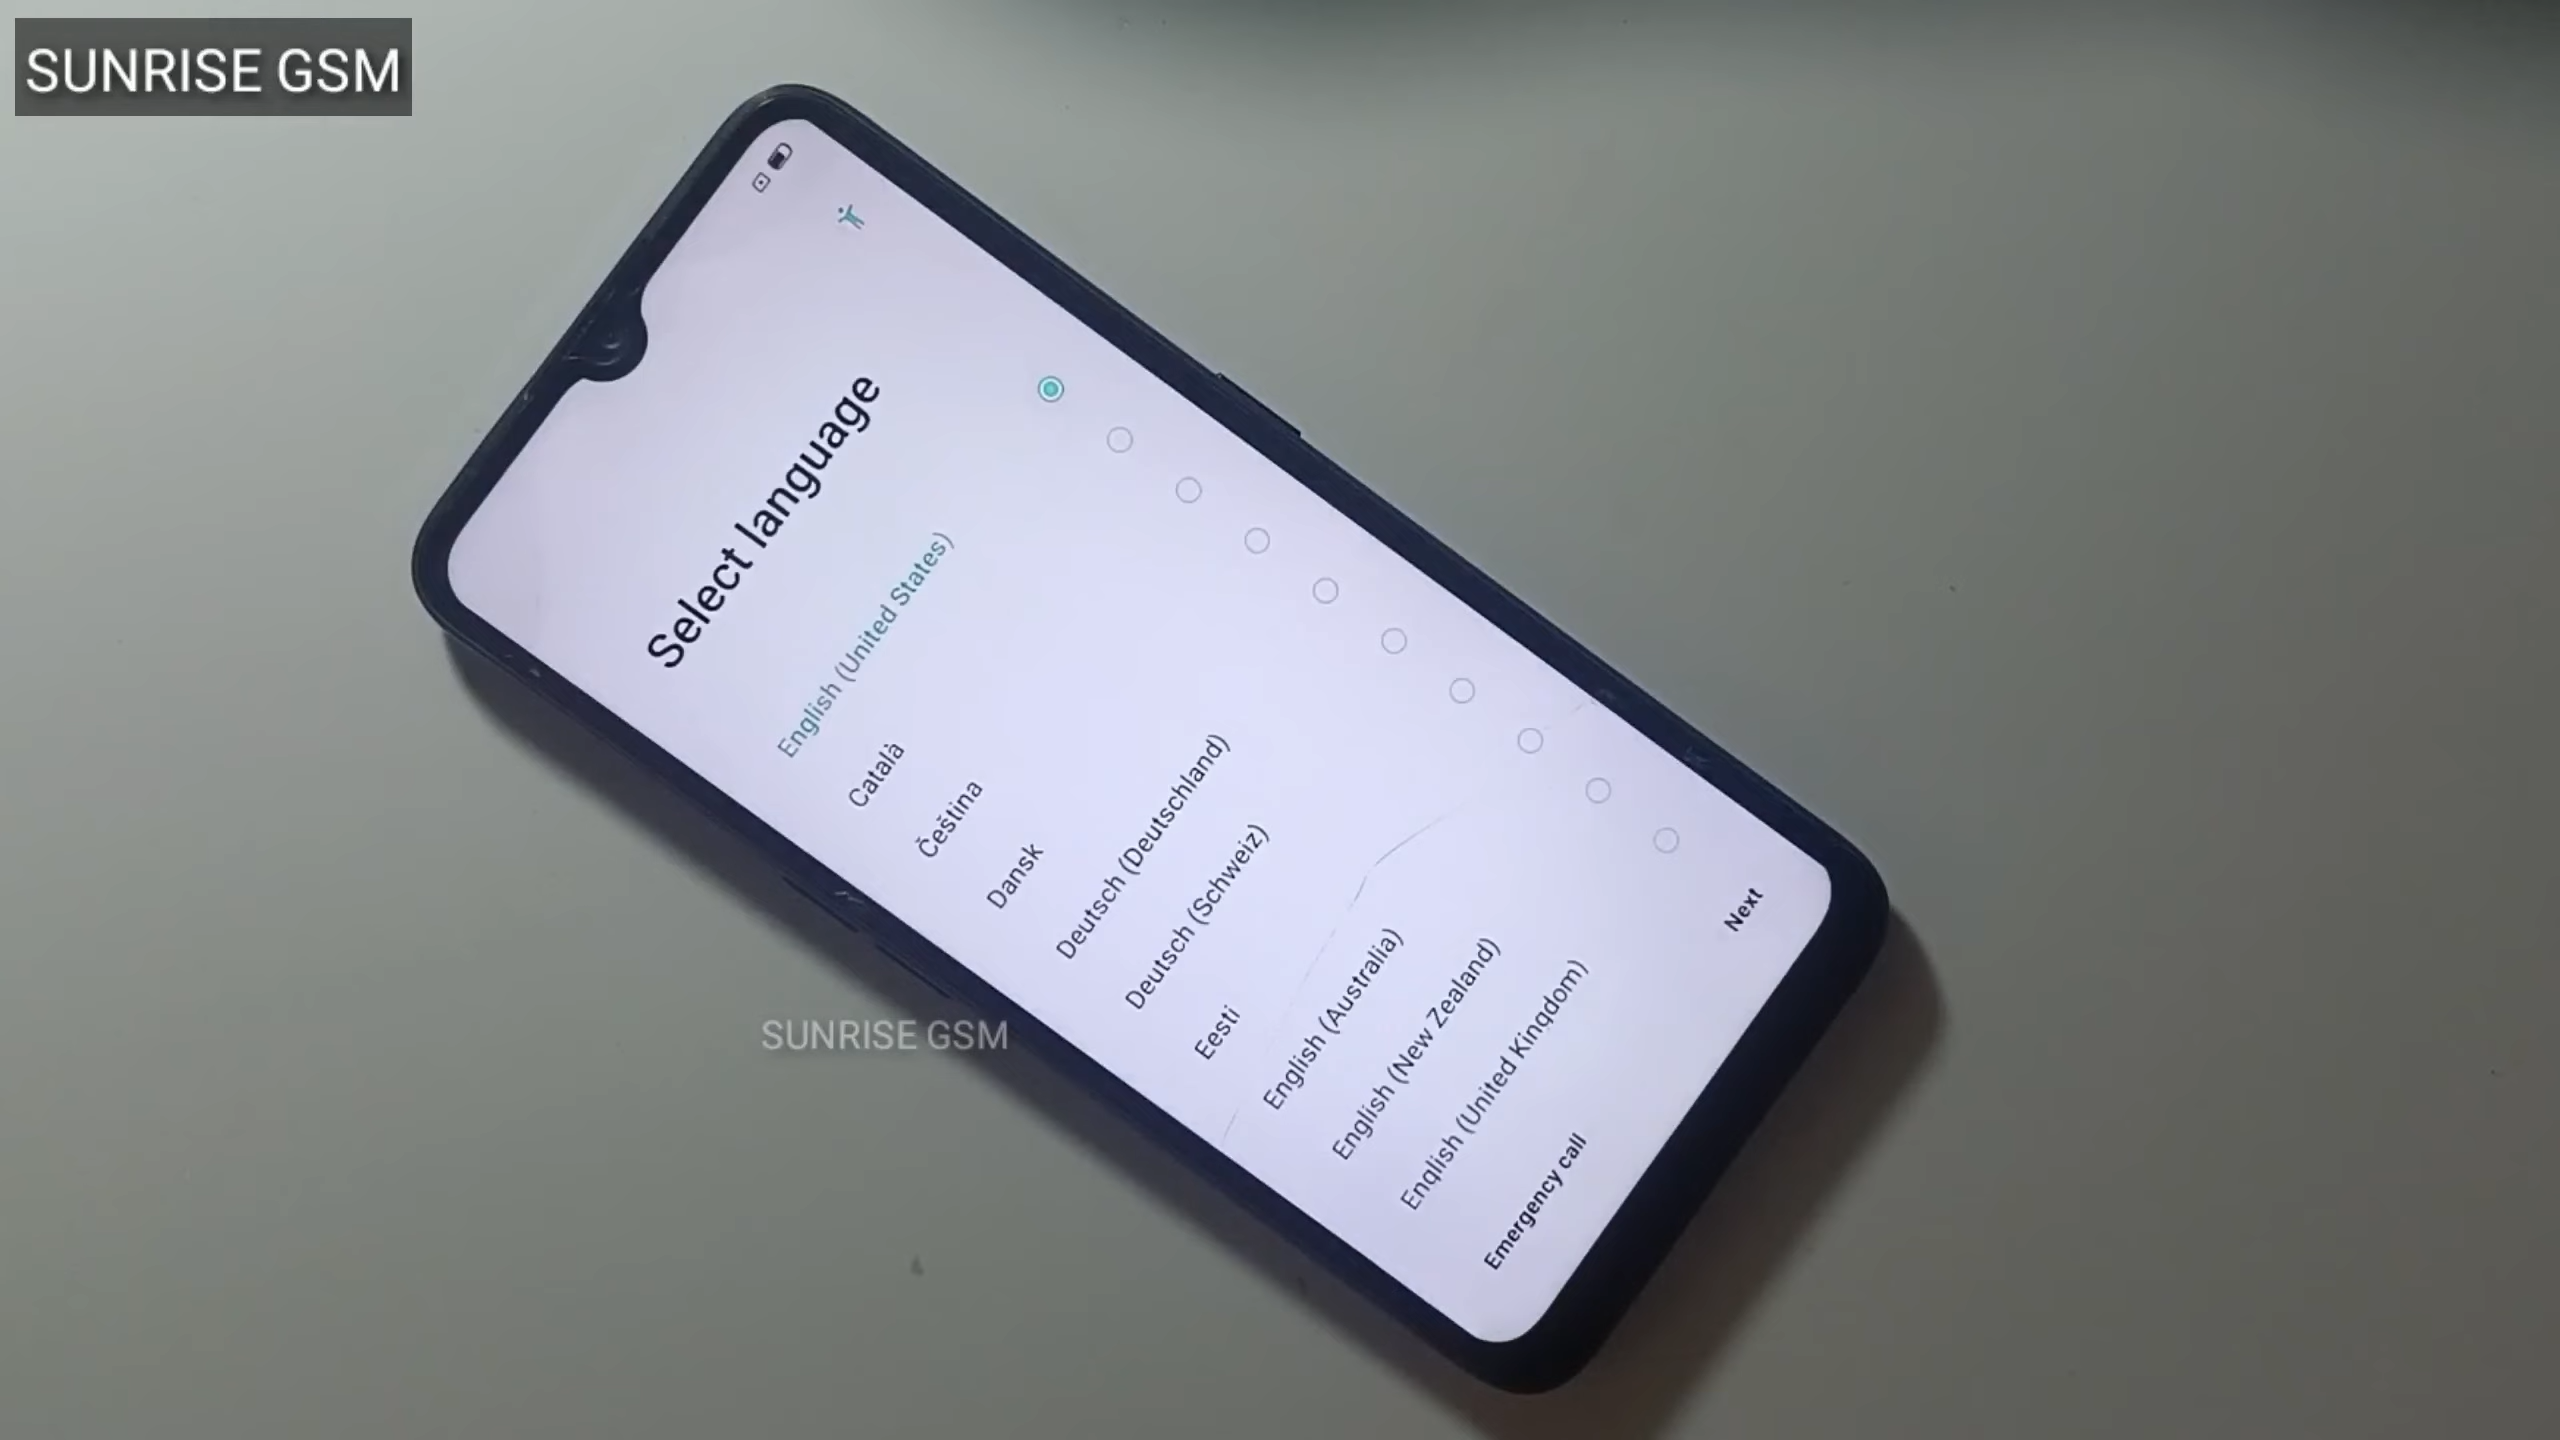 SUNRISE GSM
Select language
English (United States)
Català
Čeština
Dansk
Deutsch (Deutschland)
Deutsch (Schweiz)
Eesti
English (Australia)
English (New Zealand)
English (United Kingdom)
Emergency call
Next
SUNRISE GSM